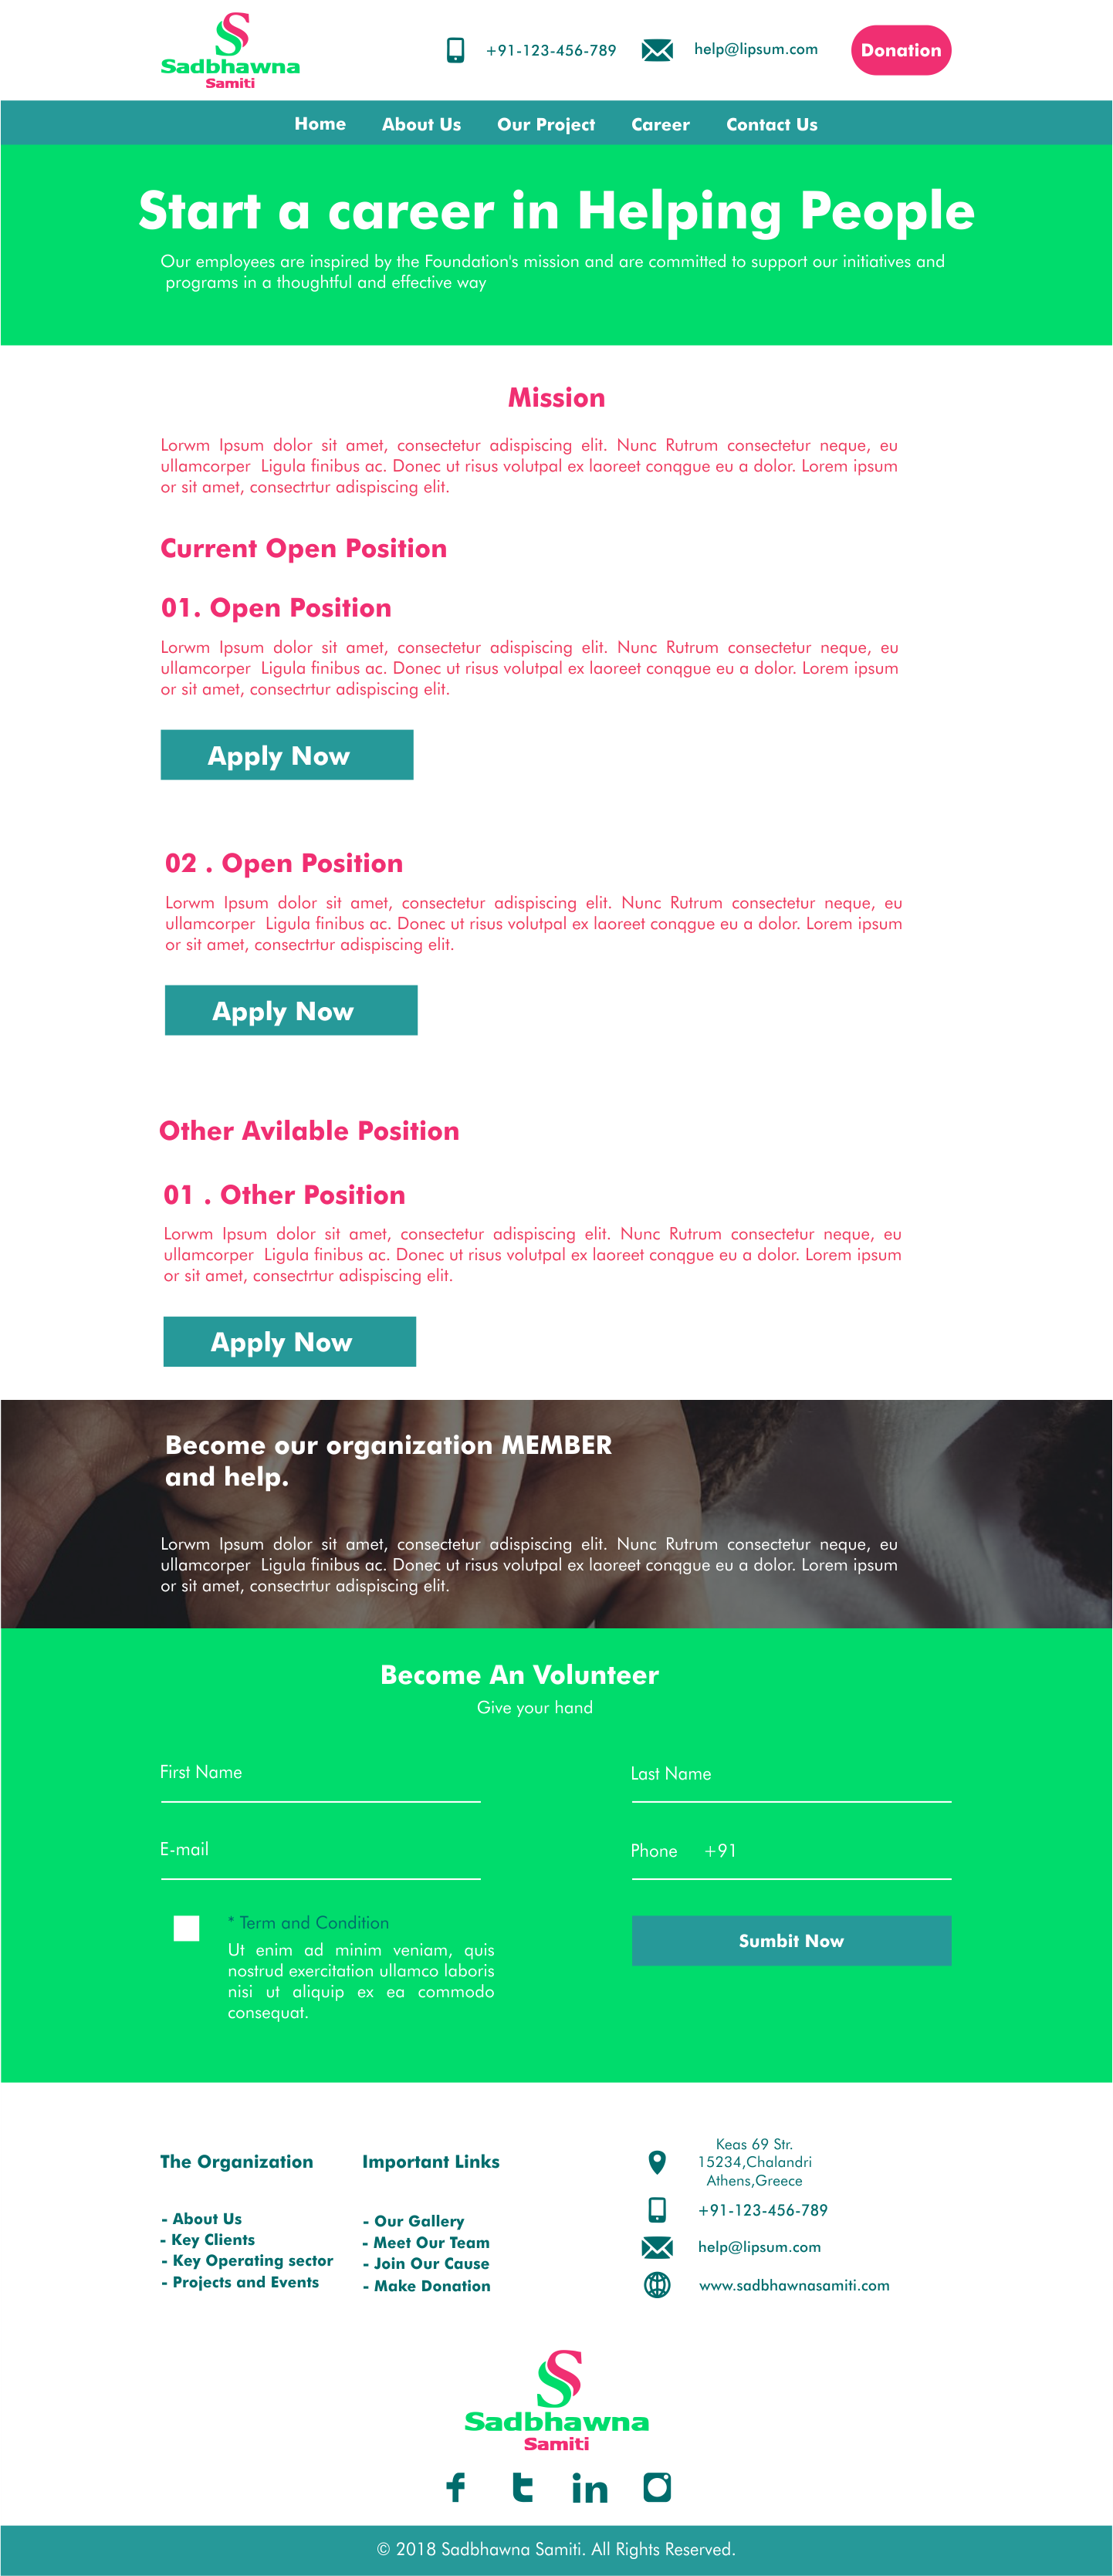 Sadbhawna
Samiti
+91-123-456-789
help@lipsum.com
Donation
Home
About Us
Our Project
Career
Contact Us
Start a career in Helping People
Our employees are inspired by the Foundation's mission and are committed to support our initiatives and
programs in a thoughtful and effective way
Mission
Lorwm Ipsum dolor sit amet, consectetur adipiscing elit. Nunc Rutrum consectetur neque, eu
ullamcorper Ligula finibus ac. Donec ut risus volutpal ex laoreet conqgue eu a dolor. Lorem ipsum
or sit amet, consectrtur adispiscing elit.
Current Open Position
01. Open Position
Lorwm Ipsum dolor sit amet, consectetur adipiscing elit. Nunc Rutrum consectetur neque, eu
ullamcorper Ligula finibus ac. Donec ut risus volutpal ex laoreet conqgue eu a dolor. Lorem ipsum
or sit amet, consectrtur adispiscing elit.
Apply Now
02 . Open Position
Lorwm Ipsum dolor sit amet, consectetur adipiscing elit. Nunc Rutrum consectetur neque, eu
ullamcorper Ligula finibus ac. Donec ut risus volutpal ex laoreet conqgue eu a dolor. Lorem ipsum
or sit amet, consectrtur adispiscing elit.
Apply Now
Other Avilable Position
01 . Other Position
Lorwm Ipsum dolor sit amet, consectetur adipiscing elit. Nunc Rutrum consectetur neque, eu
ullamcorper Ligula finibus ac. Donec ut risus volutpal ex laoreet conqgue eu a dolor. Lorem ipsum
or sit amet, consectrtur adispiscing elit.
Apply Now
Become our organization MEMBER
and help.
Lorwm Ipsum dolor sit amet, consectetur adipiscing elit. Nunc Rutrum consectetur neque, eu
ullamcorper Ligula finibus ac. Donec ut risus volutpal ex laoreet conqgue eu a dolor. Lorem ipsum
or sit amet, consectrtur adispiscing elit.
Become An Volunteer
Give your hand
First Name
Last Name
E-mail
Phone +91
* Term and Condition
Ut enim ad minim veniam, quis
nostrud exercitation ullamco laboris
nisi ut aliquip ex ea commodo
consequat.
Sumbit Now
The Organization
- About Us
- Key Clients
- Key Operating sector
- Projects and Events
Important Links
- Our Gallery
- Meet Our Team
- Join Our Cause
- Make Donation
Keas 69 Str.
15234,Chalandri
Athens,Greece
+91-123-456-789
help@lipsum.com
www.sadbhawnasamiti.com
Sadbhawna
Samiti
© 2018 Sadbhawna Samiti. All Rights Reserved.